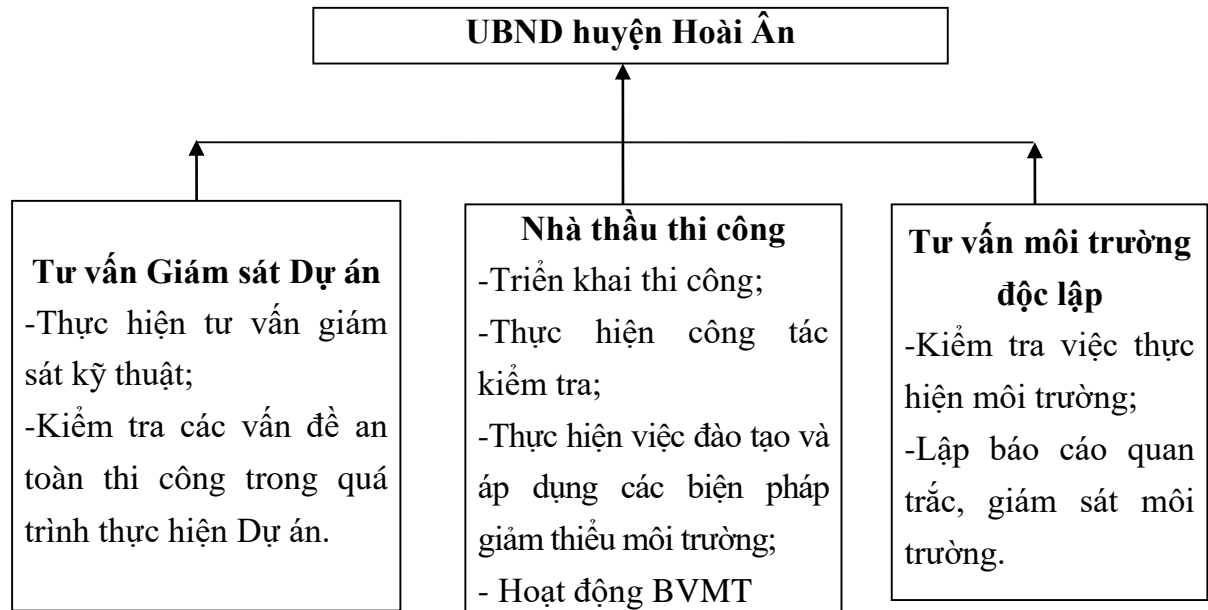 UBND huyện Hoài Ân
Tư vấn Giám sát Dự án
-Thực hiện tư vấn giám
sát kỹ thuật;
-Kiểm tra các vấn đề an
toàn thi công trong quá
trình thực hiện Dự án.
Nhà thầu thi công
-Triển khai thi công;
-Thực hiện công tác
kiểm tra;
-Thực hiện việc đào tạo và
áp dụng các biện pháp
giảm thiểu môi trường;
- Hoạt động BVMT
Tư vấn môi trường
độc lập
-Kiểm tra việc thực
hiện môi trường;
-Lập báo cáo quan
trắc, giám sát môi
trường.